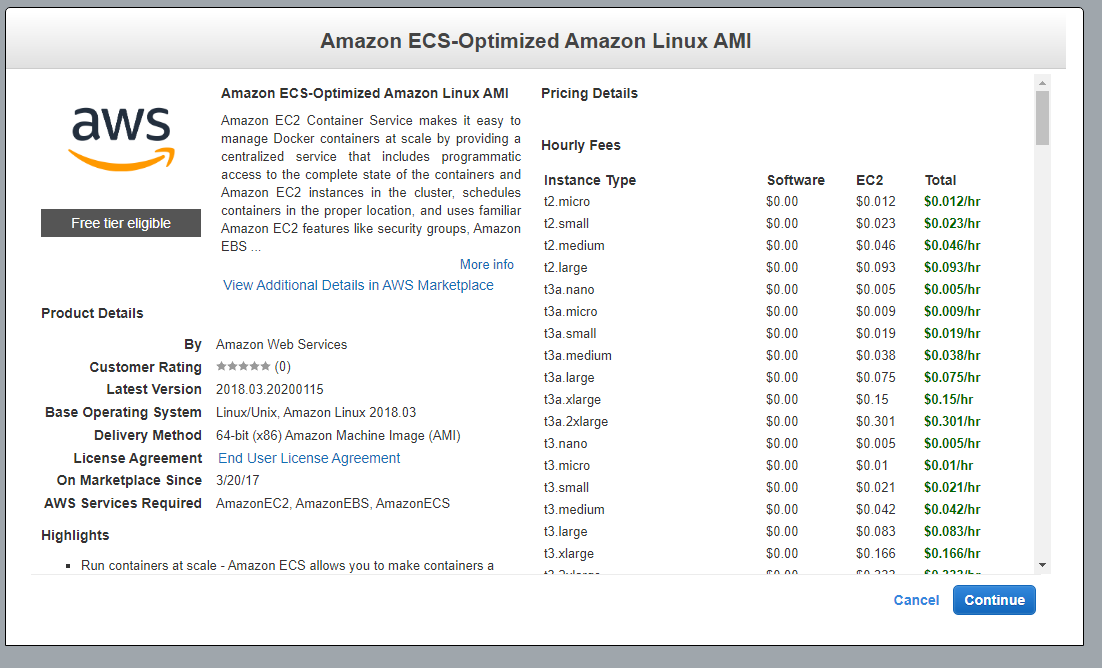 Amazon ECS-Optimized Amazon Linux AMI
aws
Free tier eligible
Amazon ECS-Optimized Amazon Linux AMI
Amazon EC2 Container Service makes it easy to
manage Docker containers at scale by providing a
centralized service that includes programmatic
access to the complete state of the containers and
Amazon EC2 instances in the cluster, schedules
containers in the proper location, and uses familiar
Amazon EC2 features like security groups, Amazon
EBS ...
More info
View Additional Details in AWS Marketplace
Product Details
By Amazon Web Services
Customer Rating ★★★★★ (0)
Latest Version 2018.03.20200115
Base Operating System Linux/Unix, Amazon Linux 2018.03
Delivery Method 64-bit (x86) Amazon Machine Image (AMI)
License Agreement End User License Agreement
On Marketplace Since 3/20/17
AWS Services Required AmazonEC2, AmazonEBS, AmazonECS
Highlights
▪ Run containers at scale - Amazon ECS allows you to make containers a
Pricing Details
Hourly Fees
Instance Type Software EC2 Total
t2.micro $0.00 $0.012 $0.012/hr
t2.small $0.00 $0.023 $0.023/hr
t2.medium $0.00 $0.046 $0.046/hr
t2.large $0.00 $0.093 $0.093/hr
t3a.nano $0.00 $0.005 $0.005/hr
t3a.micro $0.00 $0.009 $0.009/hr
t3a.small $0.00 $0.019 $0.019/hr
t3a.medium $0.00 $0.038 $0.038/hr
t3a.large $0.00 $0.075 $0.075/hr
t3a.xlarge $0.00 $0.15 $0.15/hr
t3a.2xlarge $0.00 $0.301 $0.301/hr
t3.nano $0.00 $0.005 $0.005/hr
t3.micro $0.00 $0.01 $0.01/hr
t3.small $0.00 $0.021 $0.021/hr
t3.medium $0.00 $0.042 $0.042/hr
t3.large $0.00 $0.083 $0.083/hr
t3.xlarge $0.00 $0.166 $0.166/hr
Cancel Continue